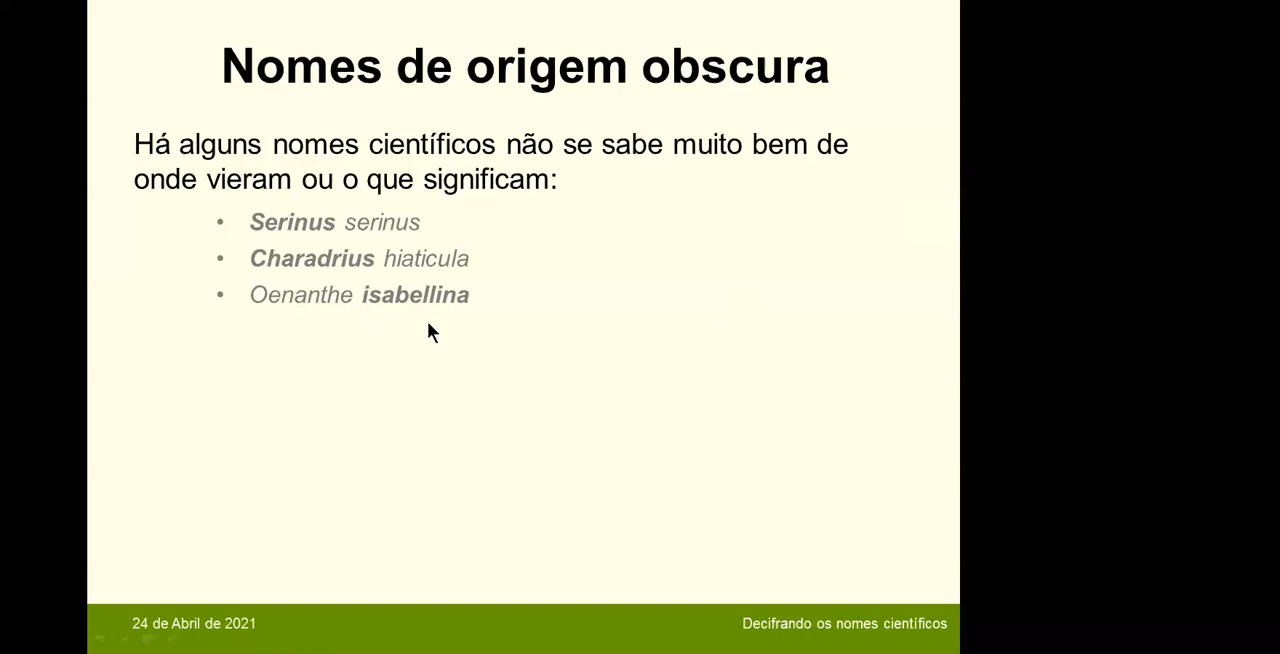 Nomes de origem obscura
Há alguns nomes científicos não se sabe muito bem de
onde vieram ou o que significam:
• Serinus serinus
• Charadrius hiaticula
• Oenanthe isabellina
24 de Abril de 2021
Decifrando os nomes científicos